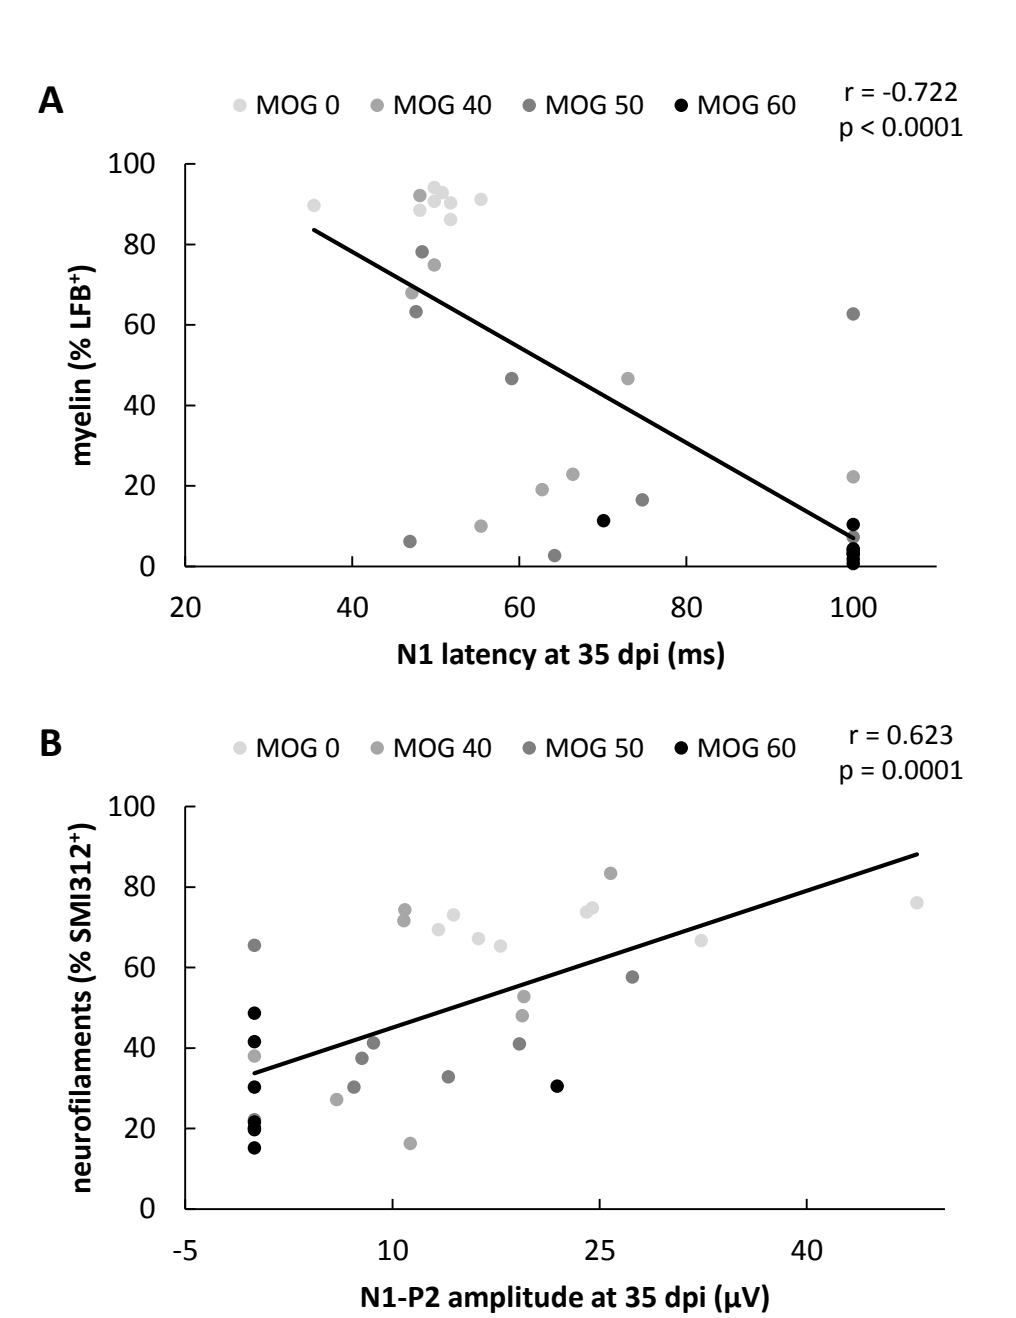 A
MOG 0 MOG 40 MOG 50 MOG 60
r = -0.722
p < 0.0001
myelin (% LFB⁺)
100
80
60
40
20
0
20 40 60 80 100
N1 latency at 35 dpi (ms)
B
MOG 0 MOG 40 MOG 50 MOG 60
r = 0.623
p = 0.0001
neurofilaments (% SMI312⁺)
100
80
60
40
20
0
-5 10 25 40
N1-P2 amplitude at 35 dpi (µV)